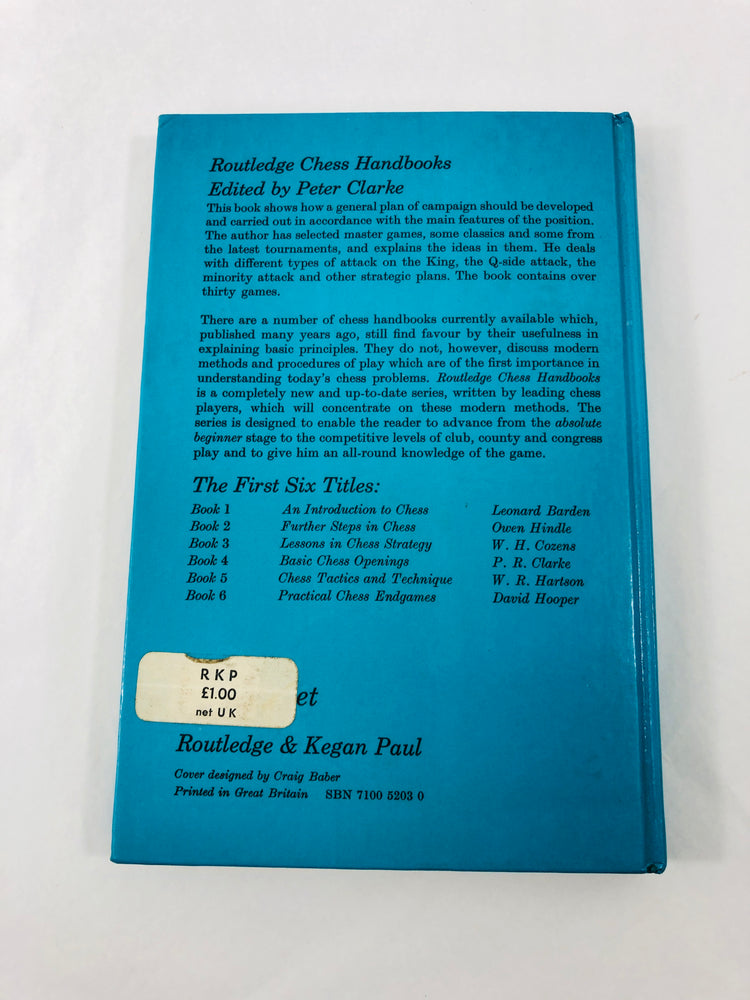 Routledge Chess Handbooks
Edited by Peter Clarke
This book shows how a general plan of campaign should be developed
and carried out in accordance with the main features of the position.
The author has selected master games, some classics and some from
the latest tournaments, and explains the ideas in them. He deals
with different types of attack on the King, the Q-side attack, the
minority attack and other strategic plans. The book contains over
thirty games.
There are a number of chess handbooks currently available which,
published many years ago, still find favour by their usefulness in
explaining basic principles. They do not, however, discuss modern
methods and procedures of play which are of the first importance in
understanding today's chess problems. Routledge Chess Handbooks
is a completely new and up-to-date series, written by leading chess
players, which will concentrate on these modern methods. The
series is designed to enable the reader to advance from the absolute
beginner stage to the competitive levels of club, county and congress
play and to give him an all-round knowledge of the game.
The First Six Titles:
Book 1 An Introduction to Chess Leonard Barden
Book 2 Further Steps in Chess Owen Hindle
Book 3 Lessons in Chess Strategy W. H. Cozens
Book 4 Basic Chess Openings P. R. Clarke
Book 5 Chess Tactics and Technique W. R. Hartson
Book 6 Practical Chess Endgames David Hooper
R K P
£1.00
net U K
Routledge & Kegan Paul
Cover designed by Craig Baber
Printed in Great Britain SBN 7100 5203 0